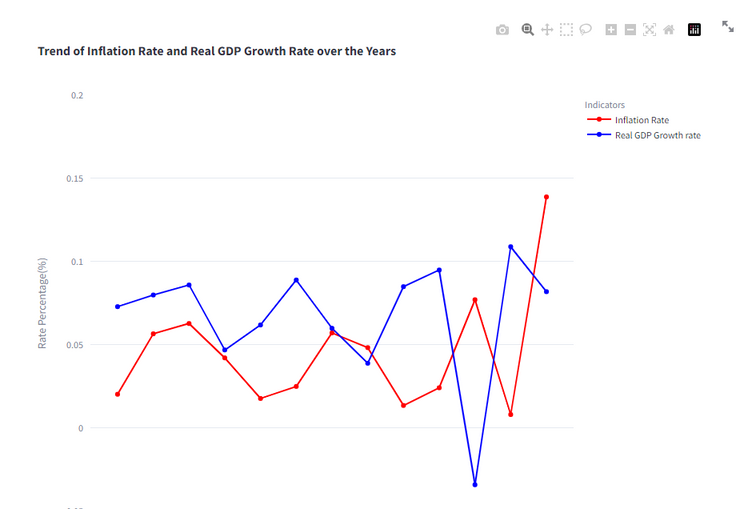 Trend of Inflation Rate and Real GDP Growth Rate over the Years
0.2
Indicators
Inflation Rate
Real GDP Growth rate
0.15
0.1
Rate Percentage(%)
0.05
0